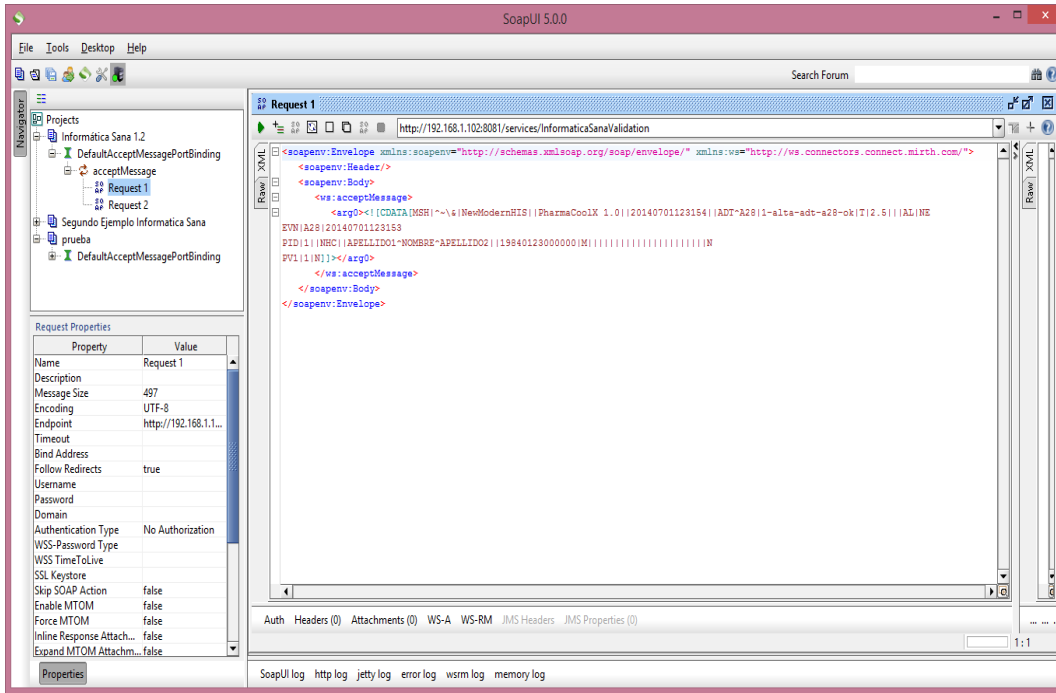 SoapUI 5.0.0
File Tools Desktop Help
Search Forum
Navigator
Projects
Informática Sana 1.2
DefaultAcceptMessagePortBinding
acceptMessage
Request 1
Request 2
Segundo Ejemplo Informatica Sana
prueba
DefaultAcceptMessagePortBinding
Request Properties
Property Value
Name Request 1
Description
Message Size 497
Encoding UTF-8
Endpoint http://192.168.1.1...
Timeout
Bind Address
Follow Redirects true
Username
Password
Domain
Authentication Type No Authorization
WSS-Password Type
WSS TimeToLive
SSL Keystore
Skip SOAP Action false
Enable MTOM false
Force MTOM false
Inline Response Attach... false
Expand MTOM Attachm... false
Properties
Request 1
http://192.168.1.102:8081/services/InformaticaSanaValidation
XML
Raw
<soapenv:Envelope xmlns:soapenv="http://schemas.xmlsoap.org/soap/envelope/" xmlns:ws="http://ws.connectors.connect.mirth.com/">
<soapenv:Header/>
<soapenv:Body>
<ws:acceptMessage>
<arg0><![CDATA[MSH|^~\&|NewModernHIS||PharmaCoolX 1.0||20140701123154||ADT^A28|1-alta-adt-a28-ok|T|2.5|||AL|NE
EVN|A28|20140701123153
PID|1||NHC||APELLIDO1^NOMBRE^APELLIDO2||19840123000000|M||||||||||||||||||||||N
PV1|1|N]]></arg0>
</ws:acceptMessage>
</soapenv:Body>
</soapenv:Envelope>
XML
Raw
Auth Headers (0) Attachments (0) WS-A WS-RM JMS Headers JMS Properties (0)
1 : 1
SoapUI log http log jetty log error log wsrm log memory log